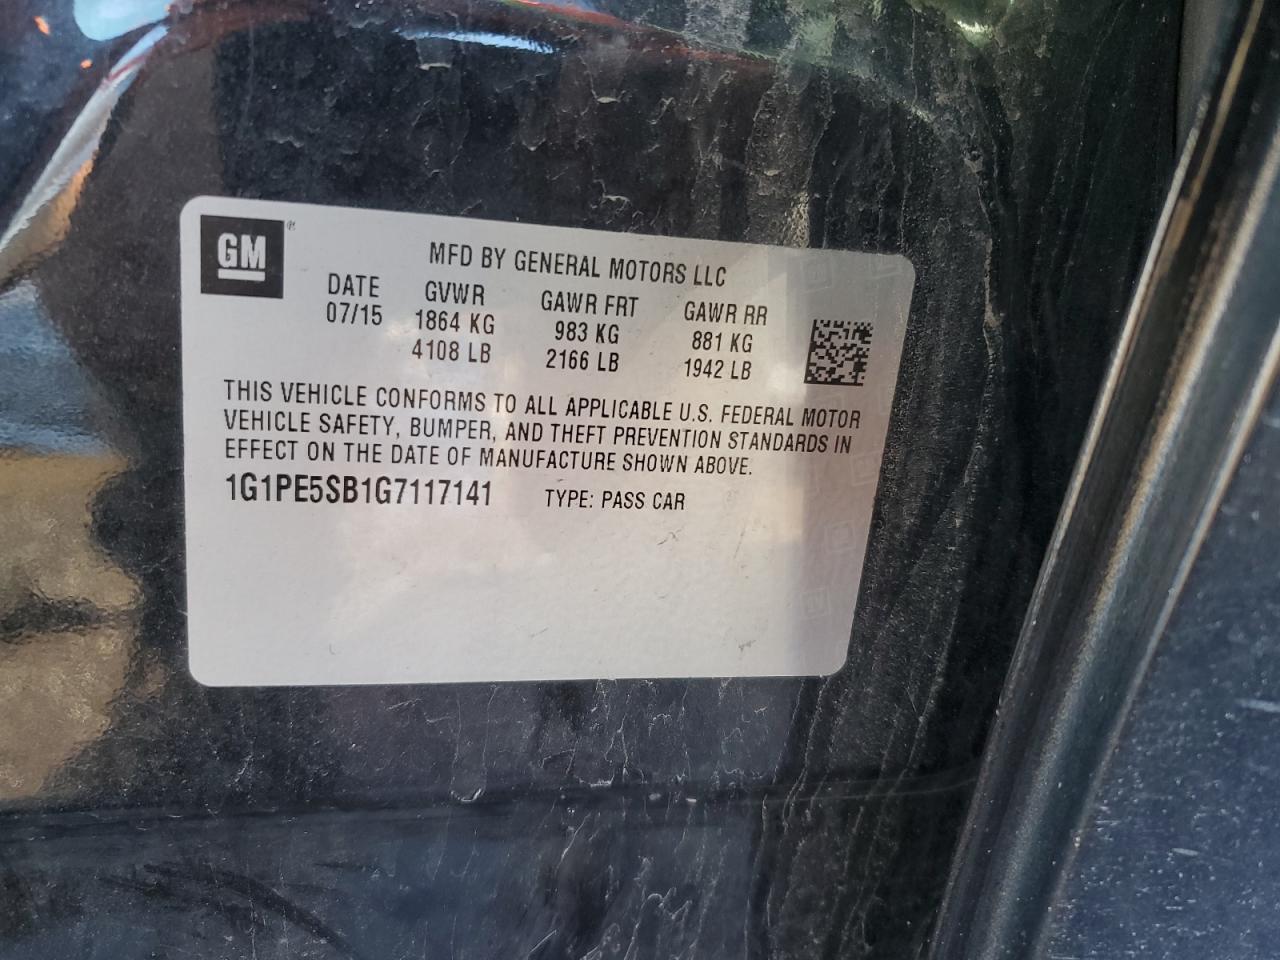 GM
MFD BY GENERAL MOTORS LLC
DATE GVWR GAWR FRT GAWR RR
07/15 1864 KG 983 KG 881 KG
4108 LB 2166 LB 1942 LB
THIS VEHICLE CONFORMS TO ALL APPLICABLE U.S. FEDERAL MOTOR
VEHICLE SAFETY, BUMPER, AND THEFT PREVENTION STANDARDS IN
EFFECT ON THE DATE OF MANUFACTURE SHOWN ABOVE.
1G1PE5SB1G7117141 TYPE: PASS CAR